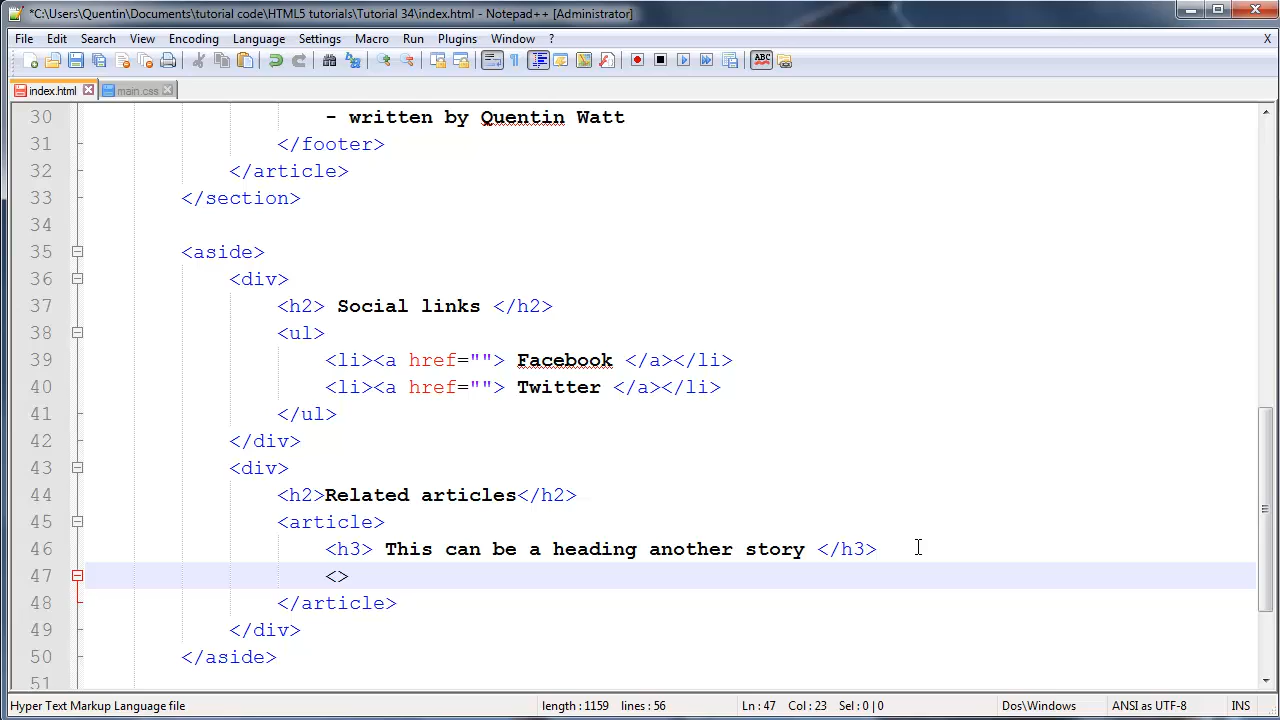 *C:\Users\Quentin\Documents\tutorial code\HTML5 tutorials\Tutorial 34\index.html - Notepad++ [Administrator]
File Edit Search View Encoding Language Settings Macro Run Plugins Window ? X
index.html main.css
30 - written by Quentin Watt
31 </footer>
32 </article>
33 </section>
34
35 <aside>
36 <div>
37 <h2> Social links </h2>
38 <ul>
39 <li><a href=""> Facebook </a></li>
40 <li><a href=""> Twitter </a></li>
41 </ul>
42 </div>
43 <div>
44 <h2>Related articles</h2>
45 <article>
46 <h3> This can be a heading another story </h3>
47 <>
48 </article>
49 </div>
50 </aside>
51
Hyper Text Markup Language file length : 1159 lines : 56 Ln : 47 Col : 23 Sel : 0 | 0 Dos\Windows ANSI as UTF-8 INS